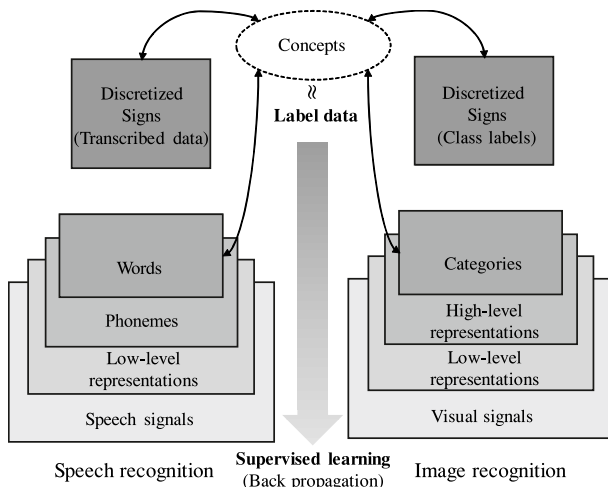 Concepts
≈
Label data
Discretized
Signs
(Transcribed data)
Discretized
Signs
(Class labels)
Words
Phonemes
Low-level
representations
Speech signals
Categories
High-level
representations
Low-level
representations
Visual signals
Speech recognition
Supervised learning
(Back propagation)
Image recognition